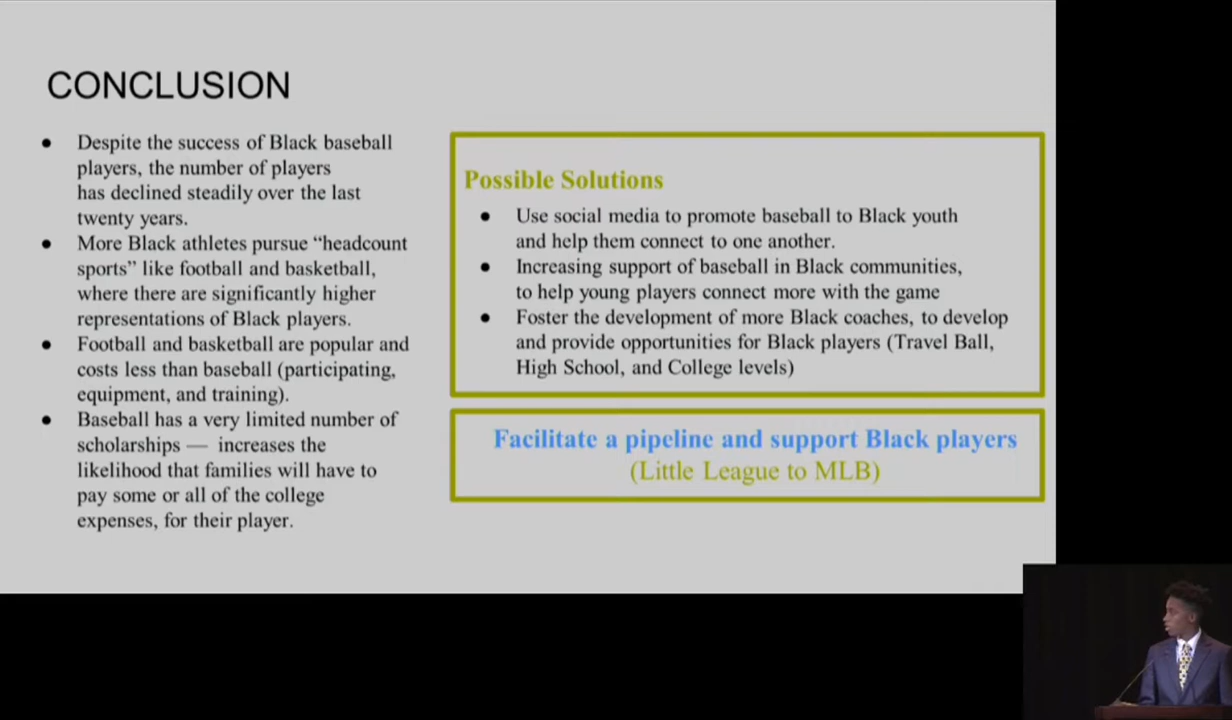 CONCLUSION
● Despite the success of Black baseball
players, the number of players
has declined steadily over the last
twenty years.
● More Black athletes pursue “headcount
sports” like football and basketball,
where there are significantly higher
representations of Black players.
● Football and basketball are popular and
costs less than baseball (participating,
equipment, and training).
● Baseball has a very limited number of
scholarships — increases the
likelihood that families will have to
pay some or all of the college
expenses, for their player.
Possible Solutions
● Use social media to promote baseball to Black youth
and help them connect to one another.
● Increasing support of baseball in Black communities,
to help young players connect more with the game
● Foster the development of more Black coaches, to develop
and provide opportunities for Black players (Travel Ball,
High School, and College levels)
Facilitate a pipeline and support Black players
(Little League to MLB)